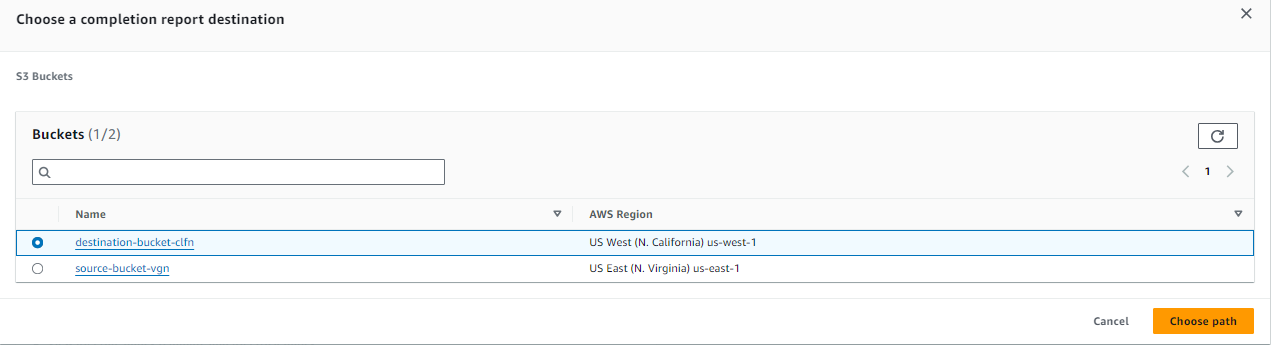 Choose a completion report destination
S3 Buckets
Buckets (1/2)
1
Name
AWS Region
destination-bucket-clfn
US West (N. California) us-west-1
source-bucket-vgn
US East (N. Virginia) us-east-1
Cancel
Choose path